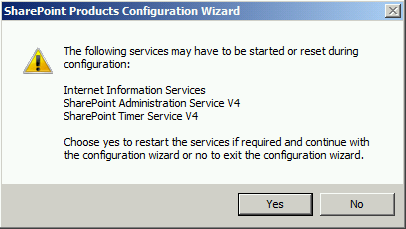 SharePoint Products Configuration Wizard
The following services may have to be started or reset during
configuration:
Internet Information Services
SharePoint Administration Service V4
SharePoint Timer Service V4
Choose yes to restart the services if required and continue with
the configuration wizard or no to exit the configuration wizard.
Yes No